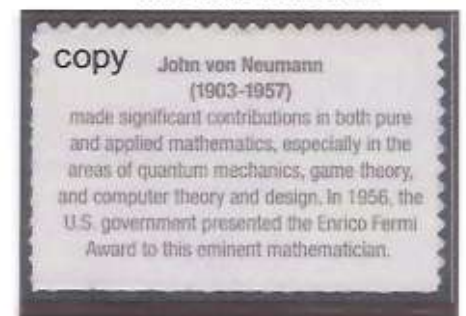 copy
John von Neumann
(1903-1957)
made significant contributions in both pure
and applied mathematics, especially in the
areas of quantum mechanics, game theory,
and computer theory and design. In 1956, the
U.S. government presented the Enrico Fermi
Award to this eminent mathematician.